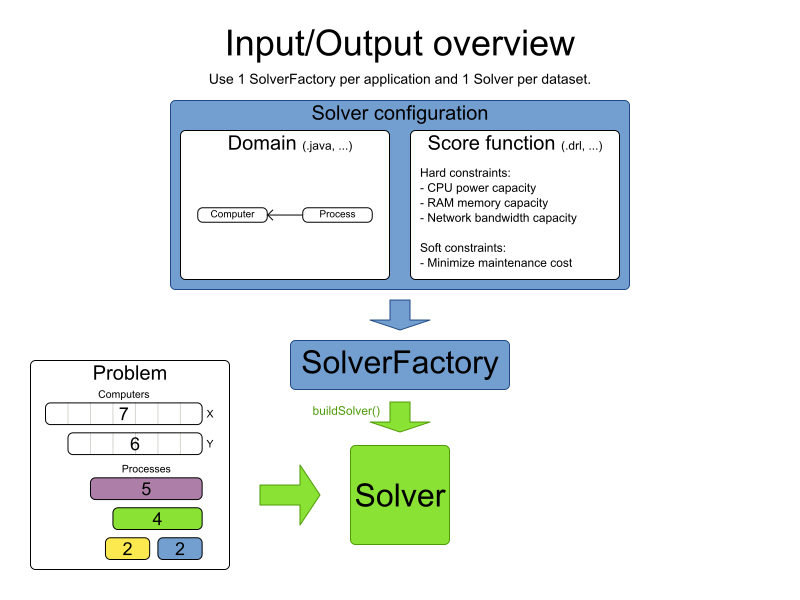 Input/Output overview
Use 1 SolverFactory per application and 1 Solver per dataset.
Solver configuration
Domain (.java, ...)
Computer
Process
Score function (.drl, ...)
Hard constraints:
- CPU power capacity
- RAM memory capacity
- Network bandwidth capacity
Soft constraints:
- Minimize maintenance cost
SolverFactory
buildSolver()
Problem
Computers
7 X
6 Y
Processes
5
4
2 2
Solver